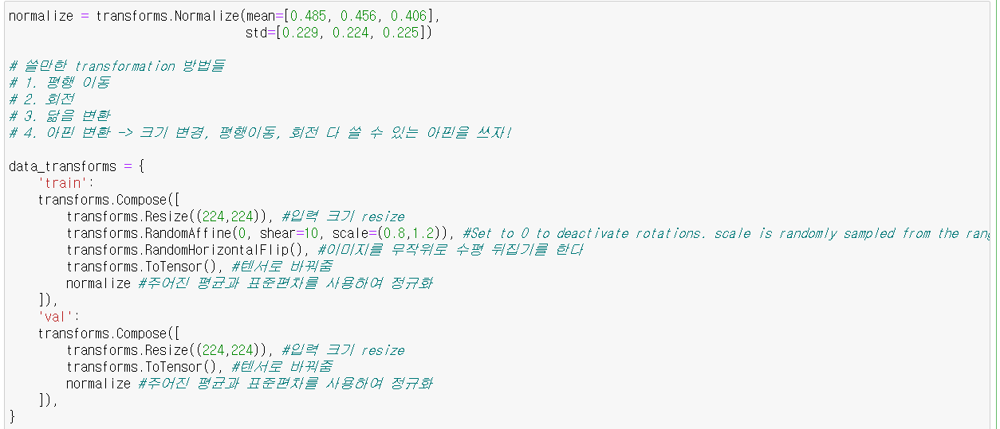 normalize = transforms.Normalize(mean=[0.485, 0.456, 0.406],
std=[0.229, 0.224, 0.225])
# 쓸만한 transformation 방법들
# 1. 평행 이동
# 2. 회전
# 3. 닮음 변환
# 4. 아핀 변환 -> 크기 변경, 평행이동, 회전 다 쓸 수 있는 아핀을 쓰자!
data_transforms = {
'train':
transforms.Compose([
transforms.Resize((224,224)), #입력 크기 resize
transforms.RandomAffine(0, shear=10, scale=(0.8,1.2)), #Set to 0 to deactivate rotations. scale is randomly sampled from the
transforms.RandomHorizontalFlip(), #이미지를 무작위로 수평 뒤집기를 한다
transforms.ToTensor(), #텐서로 바꿔줌
normalize #주어진 평균과 표준편차를 사용하여 정규화
]),
'val':
transforms.Compose([
transforms.Resize((224,224)), #입력 크기 resize
transforms.ToTensor(), #텐서로 바꿔줌
normalize #주어진 평균과 표준편차를 사용하여 정규화
]),
}